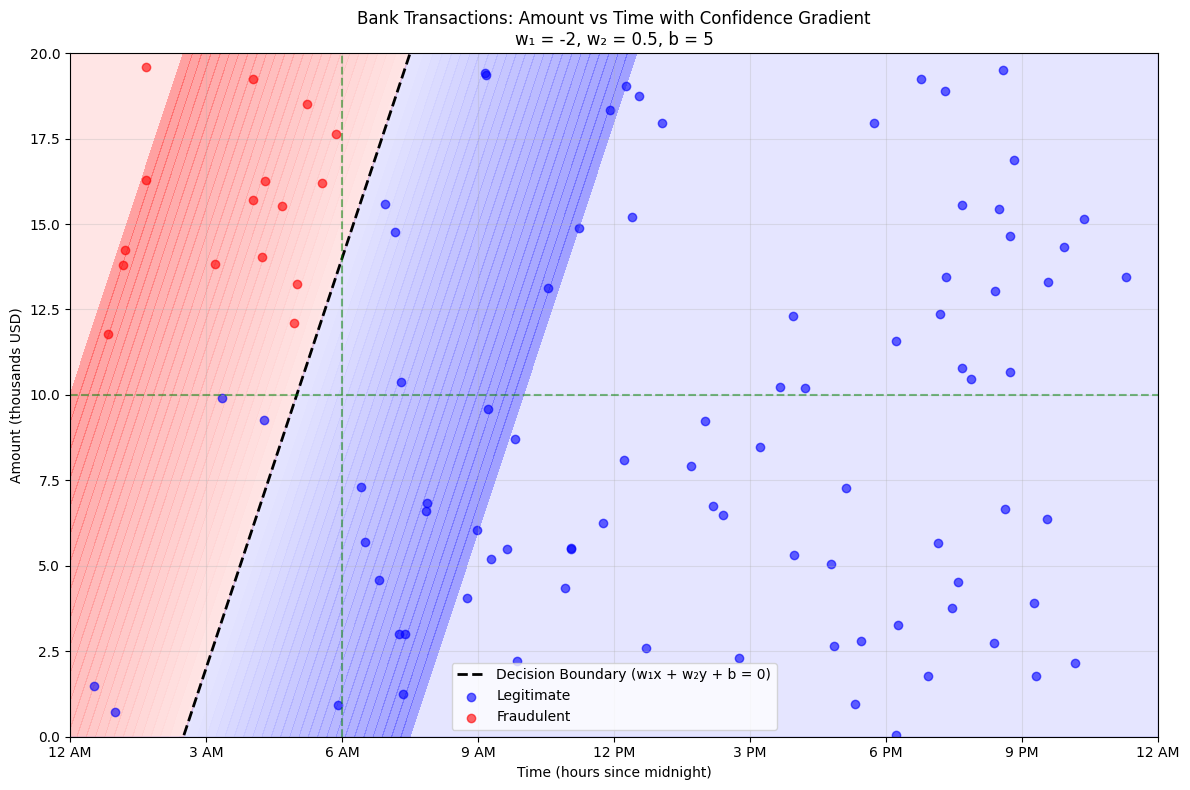 Bank Transactions: Amount vs Time with Confidence Gradient
w₁ = -2, w₂ = 0.5, b = 5
20.0
17.5
15.0
12.5
10.0
7.5
5.0
2.5
0.0
Amount (thousands USD)
Decision Boundary (w₁x + w₂y + b = 0)
Legitimate
Fraudulent
12 AM
3 AM
6 AM
9 AM
12 PM
3 PM
6 PM
9 PM
12 AM
Time (hours since midnight)